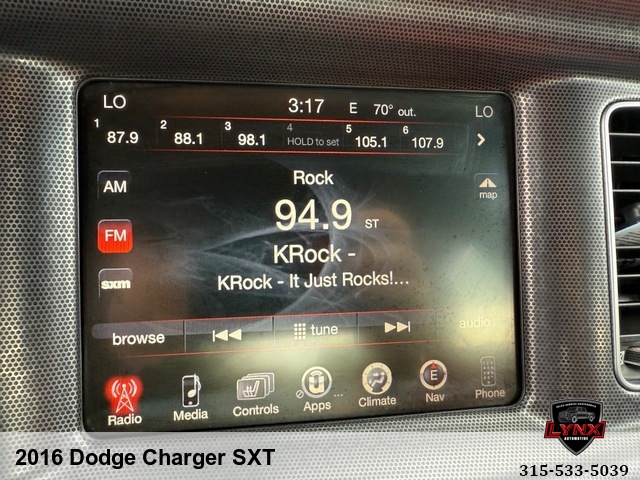 LO 3:17 E 70° out. LO
1 87.9 2 88.1 3 98.1 4 HOLD to set 5 105.1 6 107.9
AM
Rock
map
94.9 ST
FM
KRock -
KRock - It Just Rocks!...
sxm
browse tune audio
Radio Media Controls Apps ... Climate E Nav Phone
LYNX
AUTOMOTIVE
2016 Dodge Charger SXT
315-533-5039